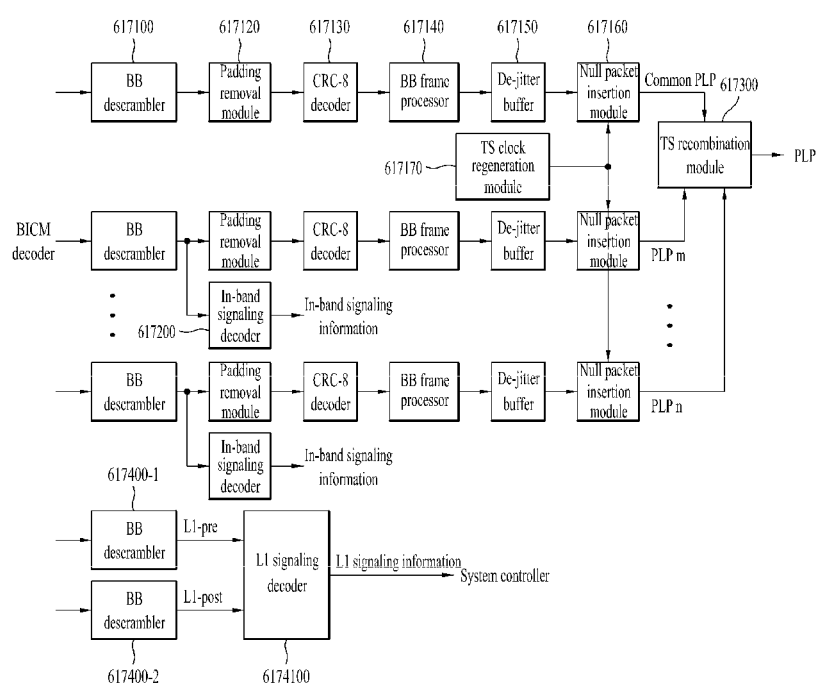 617100
617120
617130
617140
617150
617160
BB
descrambler
Padding
removal
module
CRC-8
decoder
BB frame
processor
De-jitter
buffer
Null packet
insertion
module
Common PLP
617300
TS recombination
module
PLP
TS clock
regeneration
module
617170
BICM
decoder
BB
descrambler
Padding
removal
module
CRC-8
decoder
BB frame
processor
De-jitter
buffer
Null packet
insertion
module
PLP m
In-band
signaling
decoder
In-band signaling
information
617200
BB
descrambler
Padding
removal
module
CRC-8
decoder
BB frame
processor
De-jitter
buffer
Null packet
insertion
module
PLP n
In-band
signaling
decoder
In-band signaling
information
617400-1
BB
descrambler
L1-pre
L1 signaling
decoder
L1 signaling information
System controller
BB
descrambler
L1-post
617400-2
6174100